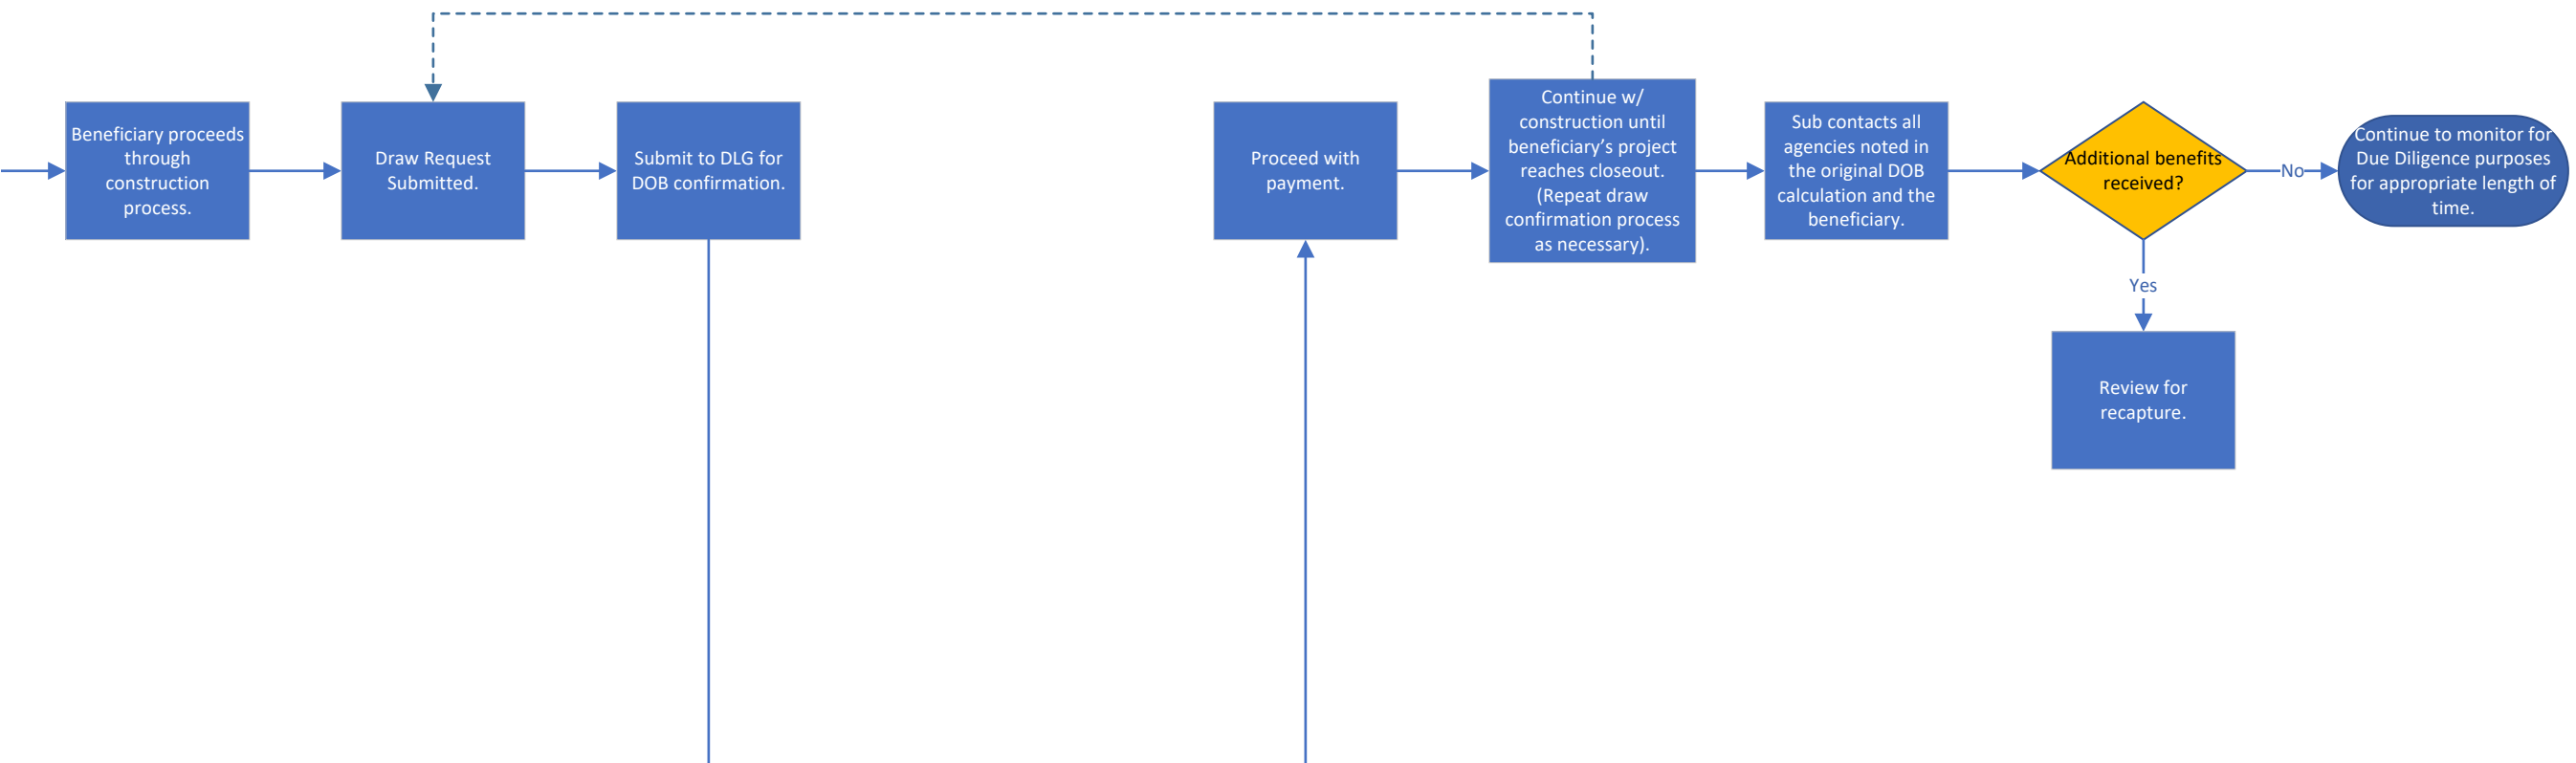 Beneficiary proceeds
through
construction
process.
Draw Request
Submitted.
Submit to DLG for
DOB confirmation.
Proceed with
payment.
Continue w/
construction until
beneficiary’s project
reaches closeout.
(Repeat draw
confirmation process
as necessary).
Sub contacts all
agencies noted in
the original DOB
calculation and the
beneficiary.
Additional benefits
received?
No
Continue to monitor for
Due Diligence purposes
for appropriate length of
time.
Yes
Review for
recapture.